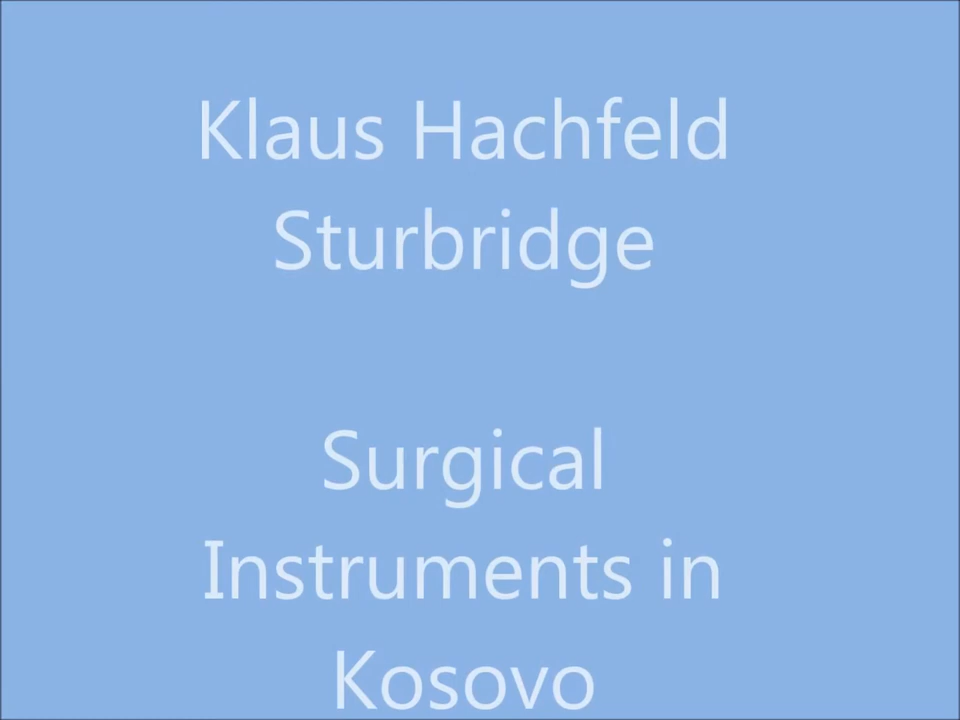 Klaus Hachfeld
Sturbridge
Surgical
Instruments in
Kosovo